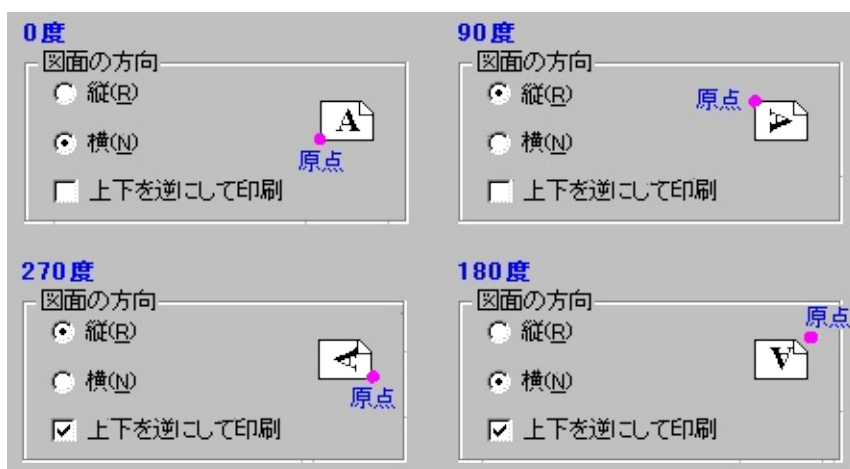 0度
図面の方向
縦(R)
横(N)
A
原点
上下を逆にして印刷
90度
図面の方向
縦(R)
原点
A
横(N)
上下を逆にして印刷
270度
図面の方向
縦(R)
A
横(N)
原点
上下を逆にして印刷
180度
図面の方向
原点
縦(R)
A
横(N)
上下を逆にして印刷